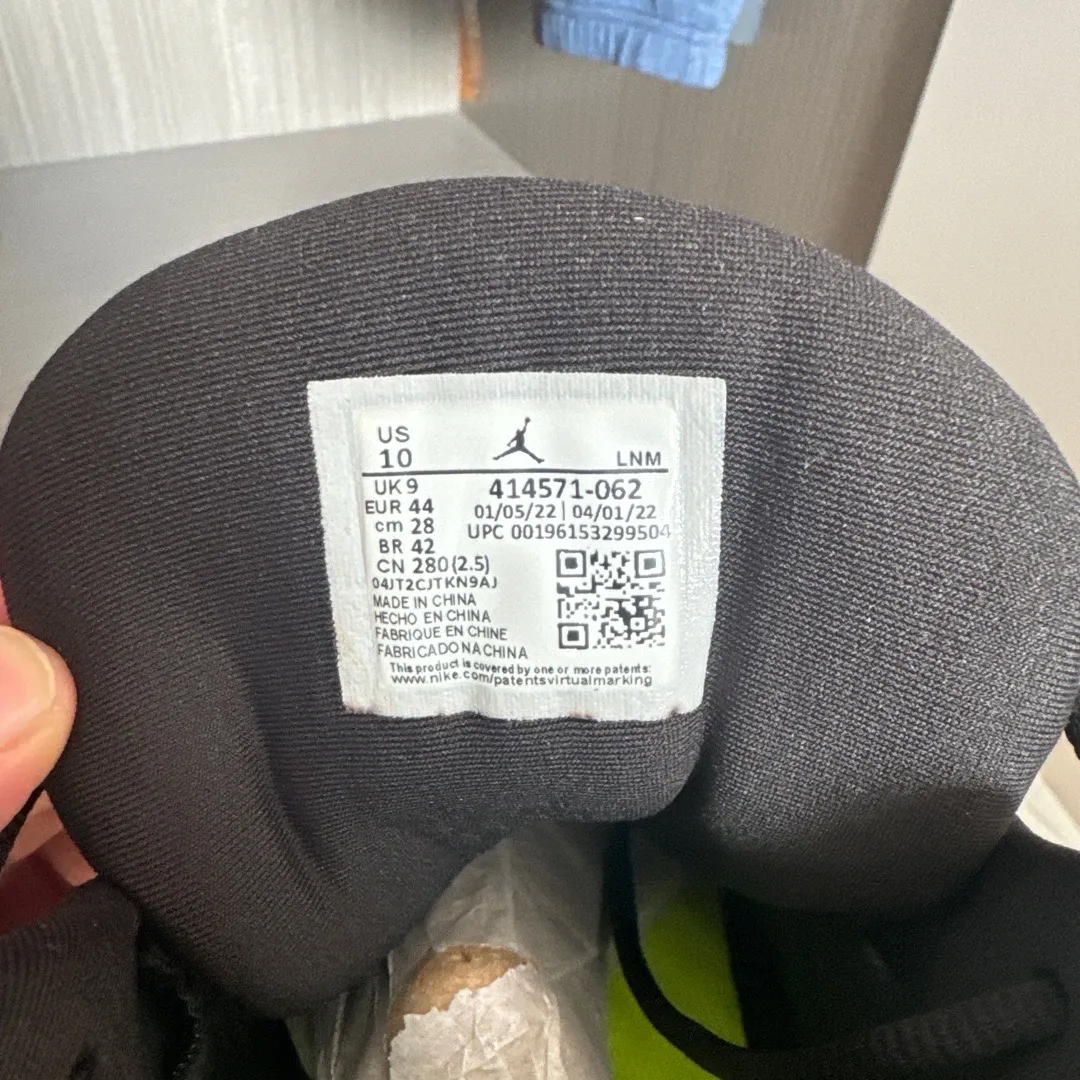 US
10
LNM
UK 9
414571-062
EUR 44
01/05/22 | 04/01/22
cm 28
UPC 00196153299504
BR 42
CN 280 (2.5)
04JT2CJTKN9AJ
MADE IN CHINA
HECHO EN CHINA
FABRIQUE EN CHINE
FABRICADO NA CHINA
This product is covered by one or more patents:
www.nike.com/patentsvirtualmarking